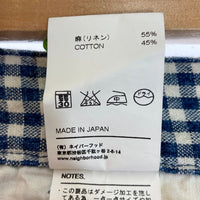 麻(リネン) 55%
COTTON 45%
MADE IN JAPAN
(有)ネイバーフッド
東京都渋谷区千駄ヶ谷2-6-14
www.neighborhood.jp
NOTES.
・この製品はダメージ加工を施し